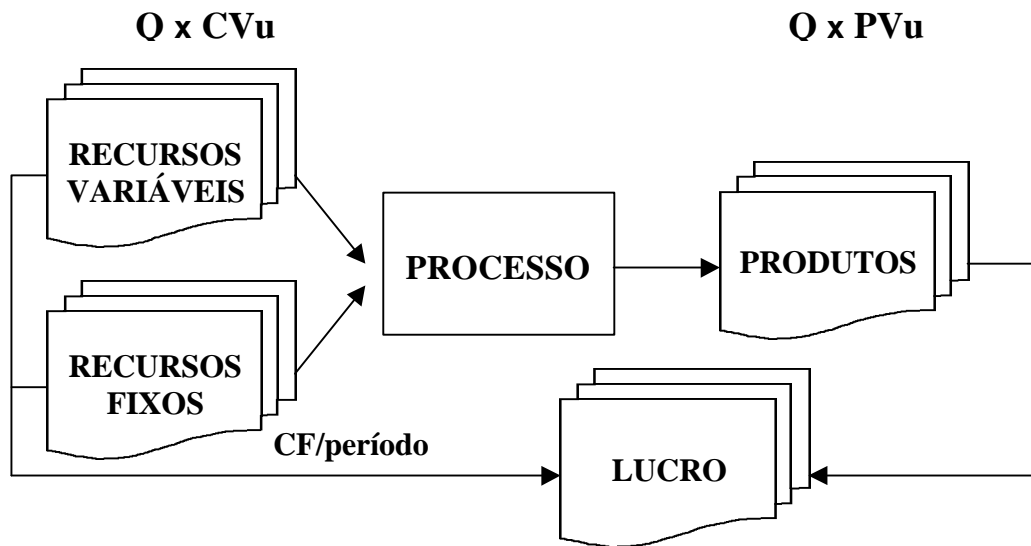 Q x CVu
Q x PVu
RECURSOS
VARIÁVEIS
PROCESSO
PRODUTOS
RECURSOS
FIXOS
CF/período
LUCRO